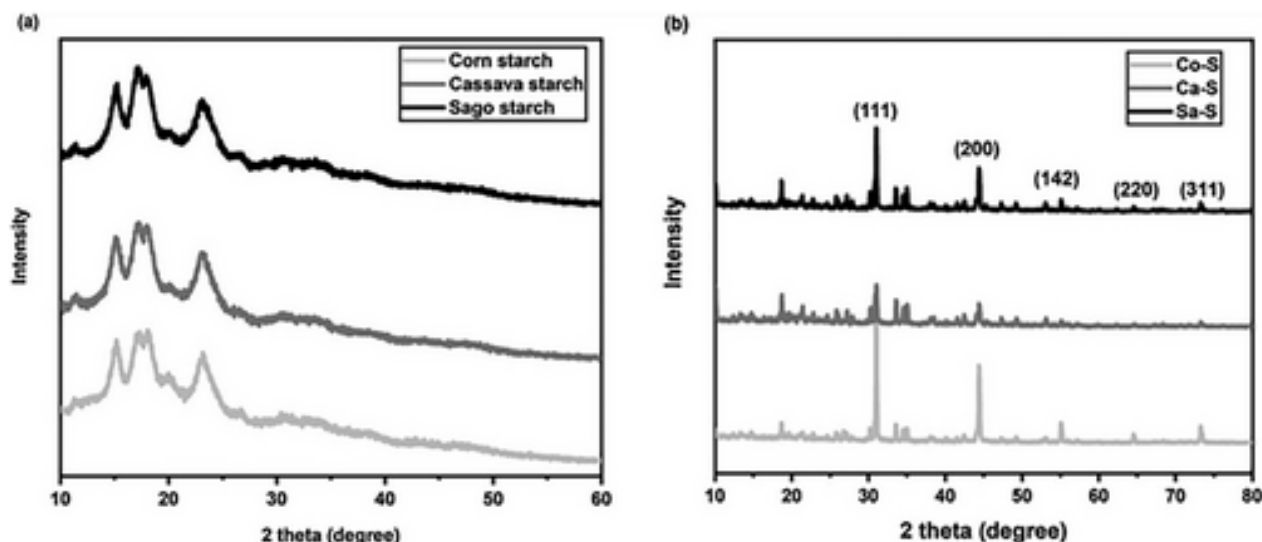 (a)
Corn starch
Cassava starch
Sago starch
Intensity
10 20 30 40 50 60
2 theta (degree)
(b)
Co-S
Ca-S
Sa-S
(111)
(200)
(142)
(220)
(311)
Intensity
10 20 30 40 50 60 70 80
2 theta (degree)